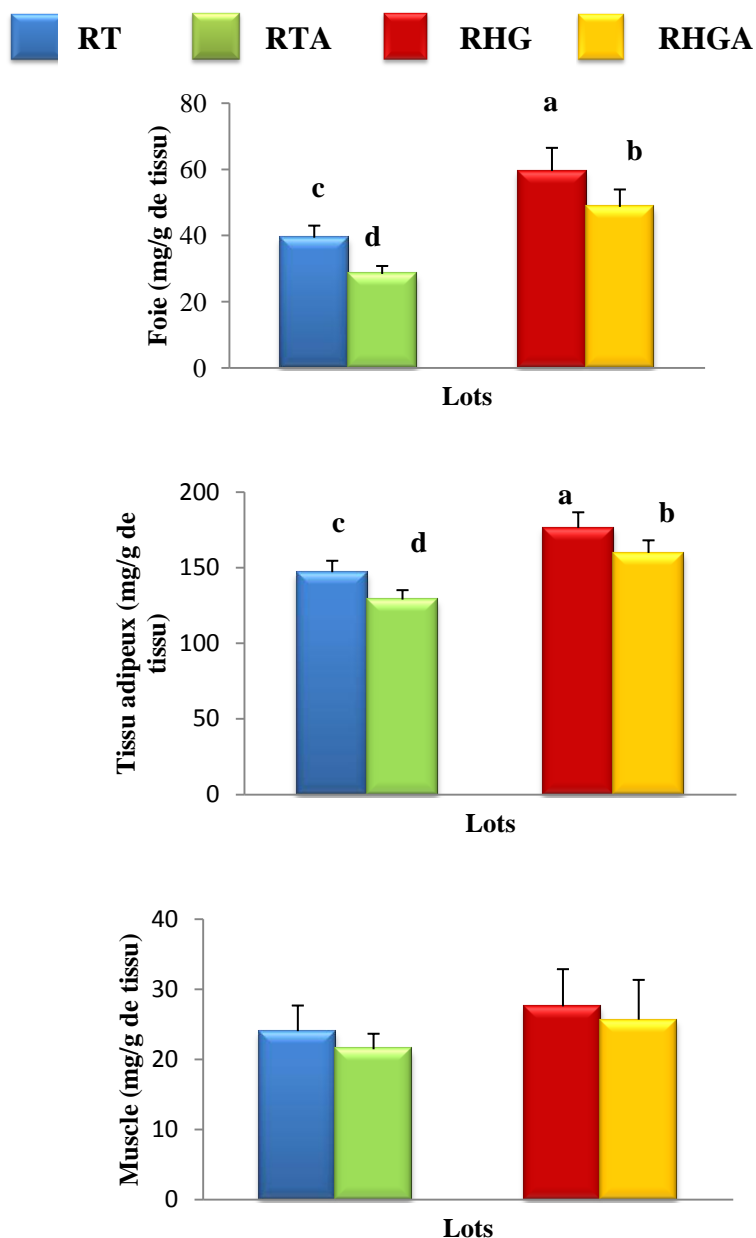 RT RTA RHG RHGA
Foie (mg/g de tissu)
80
60
40
20
0
c
d
a
b
Lots
Tissu adipeux (mg/g de
tissu)
200
150
100
50
0
c
d
a
b
Lots
Muscle (mg/g de tissu)
40
30
20
10
0
Lots